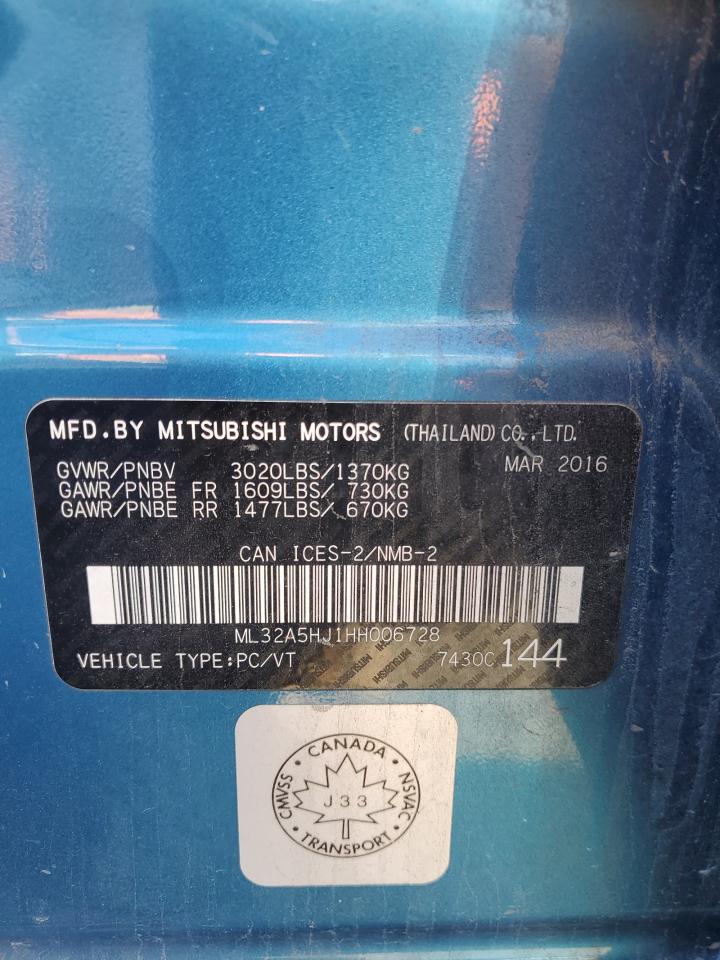 MFD.BY MITSUBISHI MOTORS (THAILAND)CO.,LTD.
GVWR/PNBV 3020LBS/1370KG MAR 2016
GAWR/PNBE FR 1609LBS/ 730KG
GAWR/PNBE RR 1477LBS/ 670KG
CAN ICES-2/NMB-2
ML32A5HJ1HH006728
VEHICLE TYPE:PC/VT 7430C 144
CANADA
CMVSS • NSVAC
J33
TRANSPORT